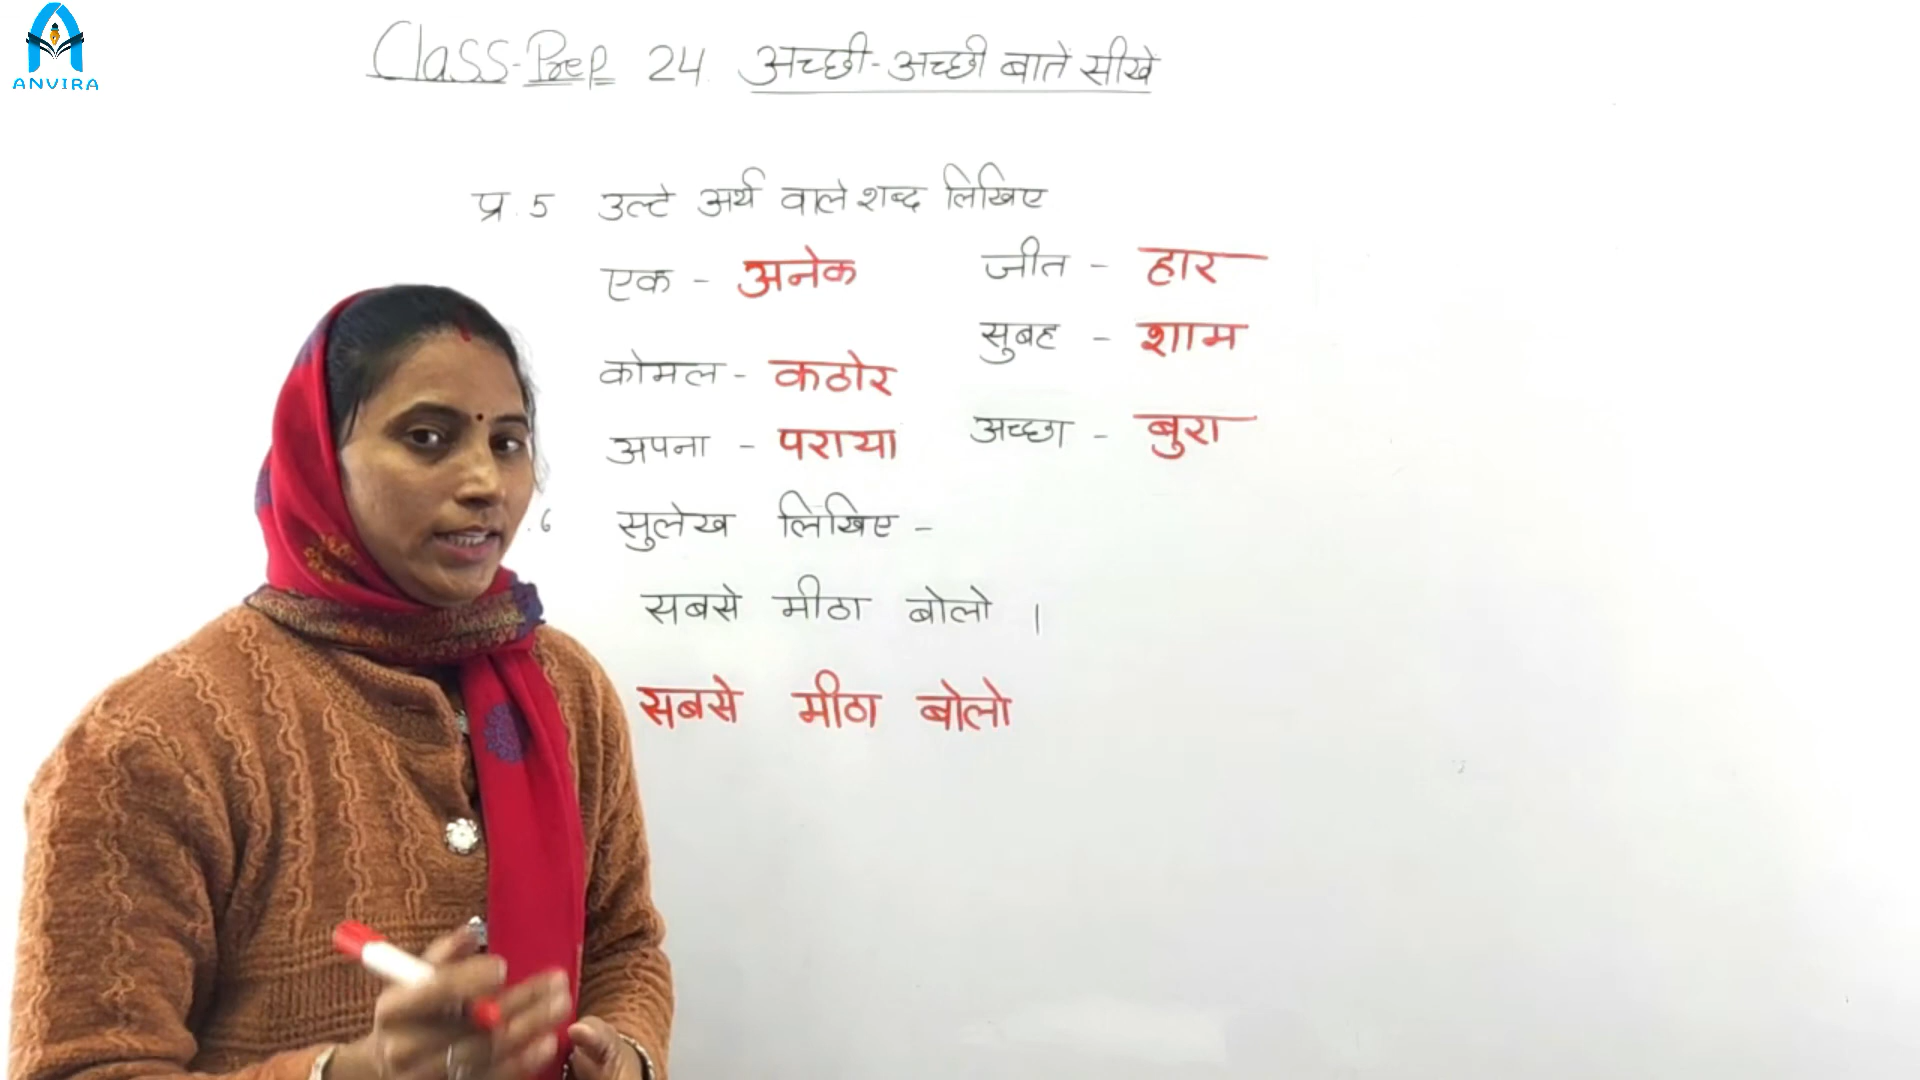 ANVIRA
Class-Prep 24. अच्छी-अच्छी बाते सीखे
प्र.5 उल्टे अर्थ वाले शब्द लिखिए
एक - अनेक जीत - हार
सुबह - शाम
कोमल - कठोर
अपना - पराया अच्छा - बुरा
.6 सुलेख लिखिए -
सबसे मीठा बोलो ।
सबसे मीठा बोलो